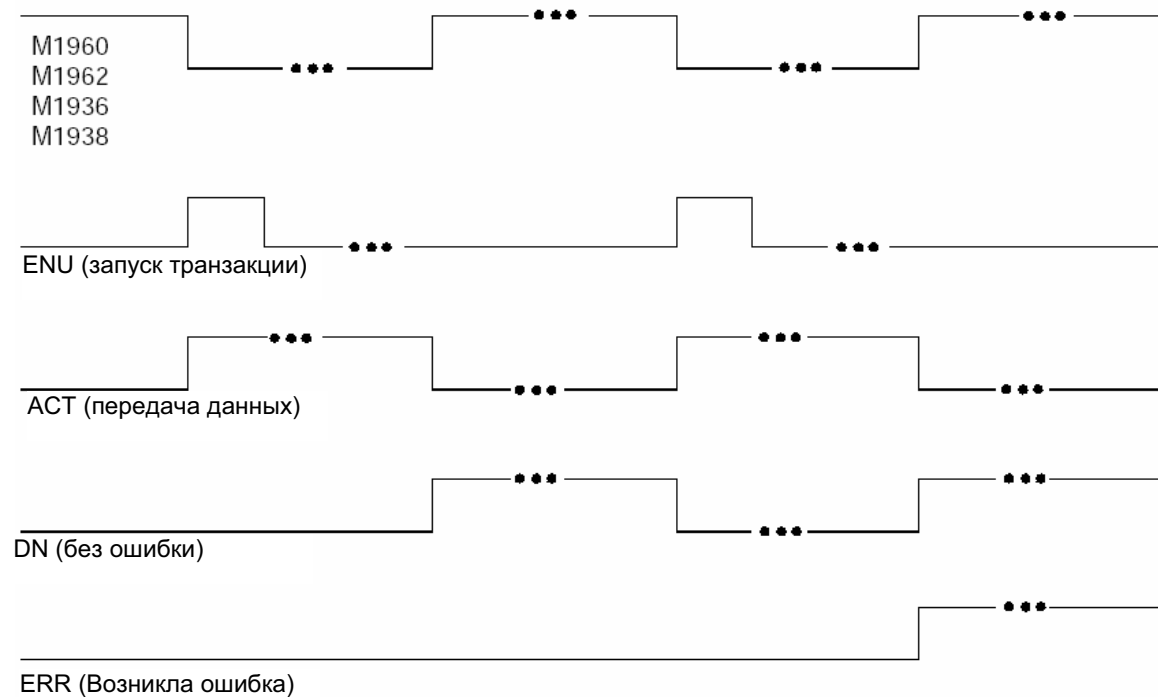 M1960
M1962
M1936
M1938
ENU (запуск транзакции)
ACT (передача данных)
DN (без ошибки)
ERR (Возникла ошибка)